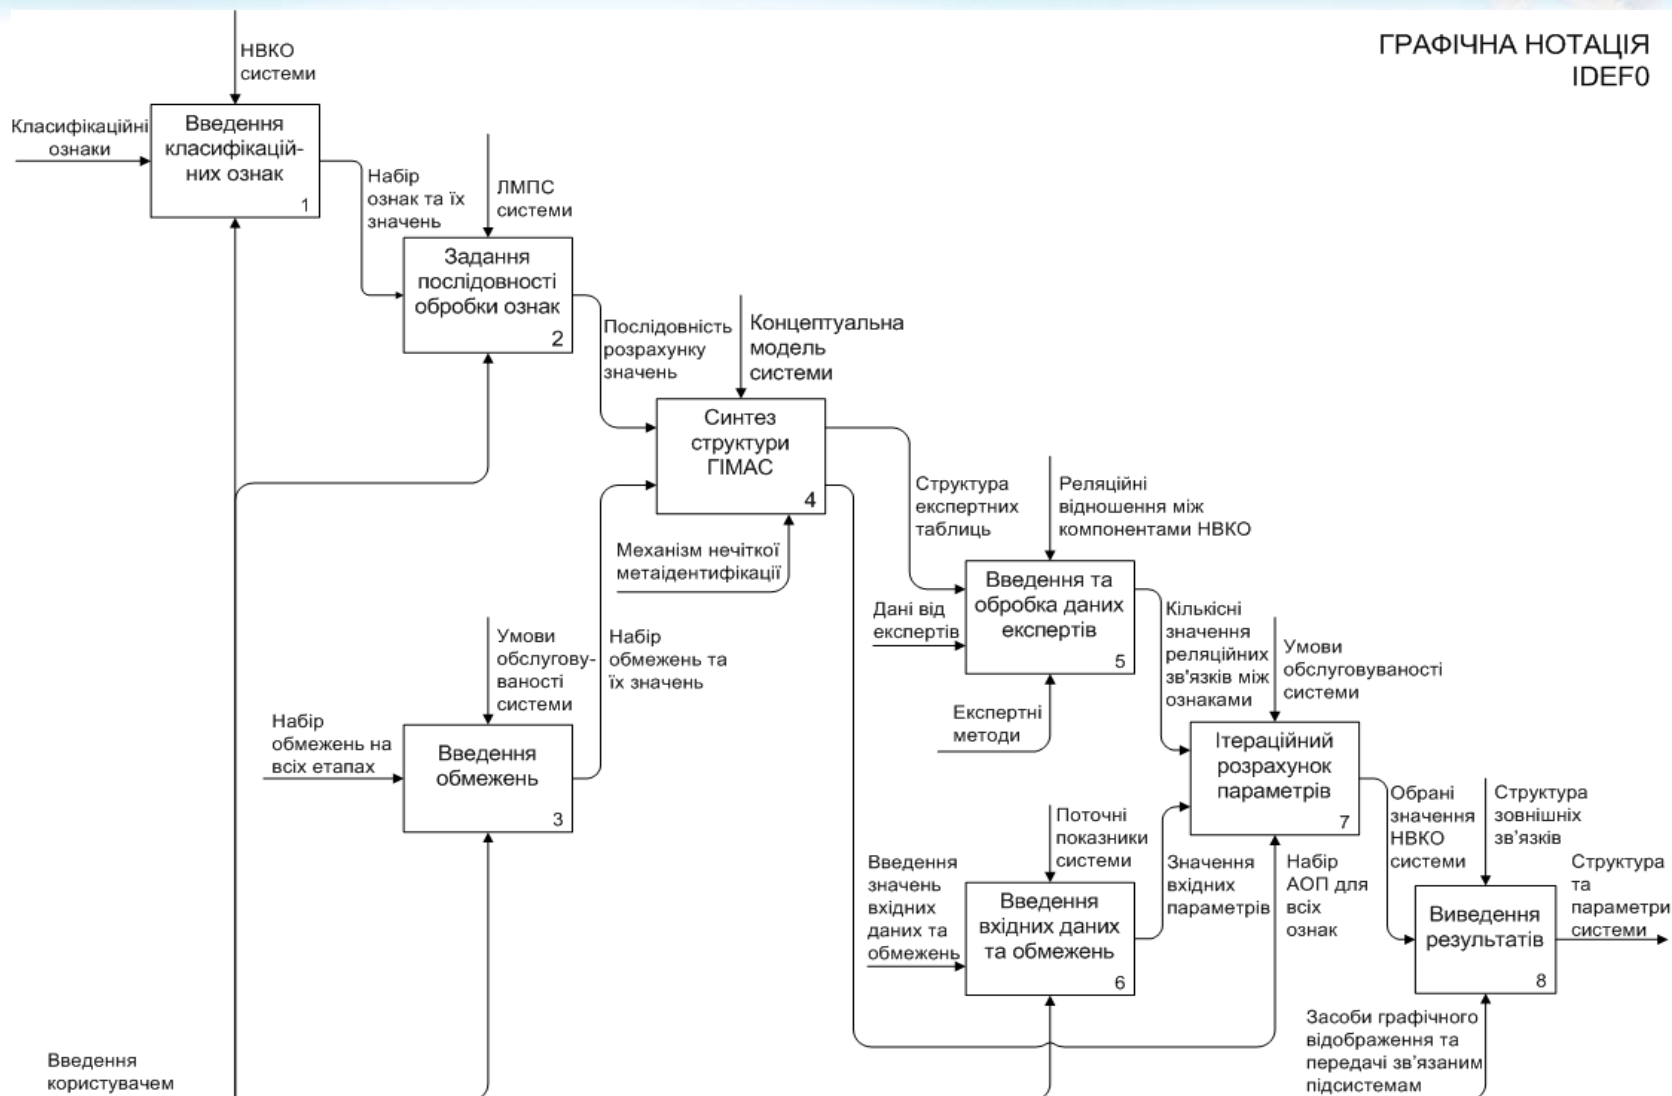 ГРАФІЧНА НОТАЦІЯ
IDEF0
НВКО
системи
Класифікаційні
ознаки
Введення
класифікацій-
них ознак
1
Набір
ознак та їх
значень
ЛМПС
системи
Задання
послідовності
обробки ознак
2
Послідовність
розрахунку
значень
Концептуальна
модель
системи
Синтез
структури
ГІМАС
4
Механізм нечіткої
метаідентифікації
Структура
експертних
таблиць
Реляційні
відношення між
компонентами НВКО
Введення та
обробка даних
експертів
5
Дані від
експертів
Експертні
методи
Умови
обслугову-
ваності
системи
Набір
обмежень та
їх значень
Набір
обмежень на
всіх етапах
Введення
обмежень
3
Кількісні
значення
реляційних
зв'язків між
ознаками
Умови
обслуговуваності
системи
Ітераційний
розрахунок
параметрів
7
Поточні
показники
системи
Введення
значень
вхідних
даних та
обмежень
Введення
вхідних даних
та обмежень
6
Значення
вхідних
параметрів
Набір
АОП для
всіх
ознак
Обрані
значення
НВКО
системи
Структура
зовнішніх
зв'язків
Виведення
результатів
8
Структура
та
параметри
системи
Засоби графічного
відображення та
передачі зв'язаним
підсистемам
Введення
користувачем